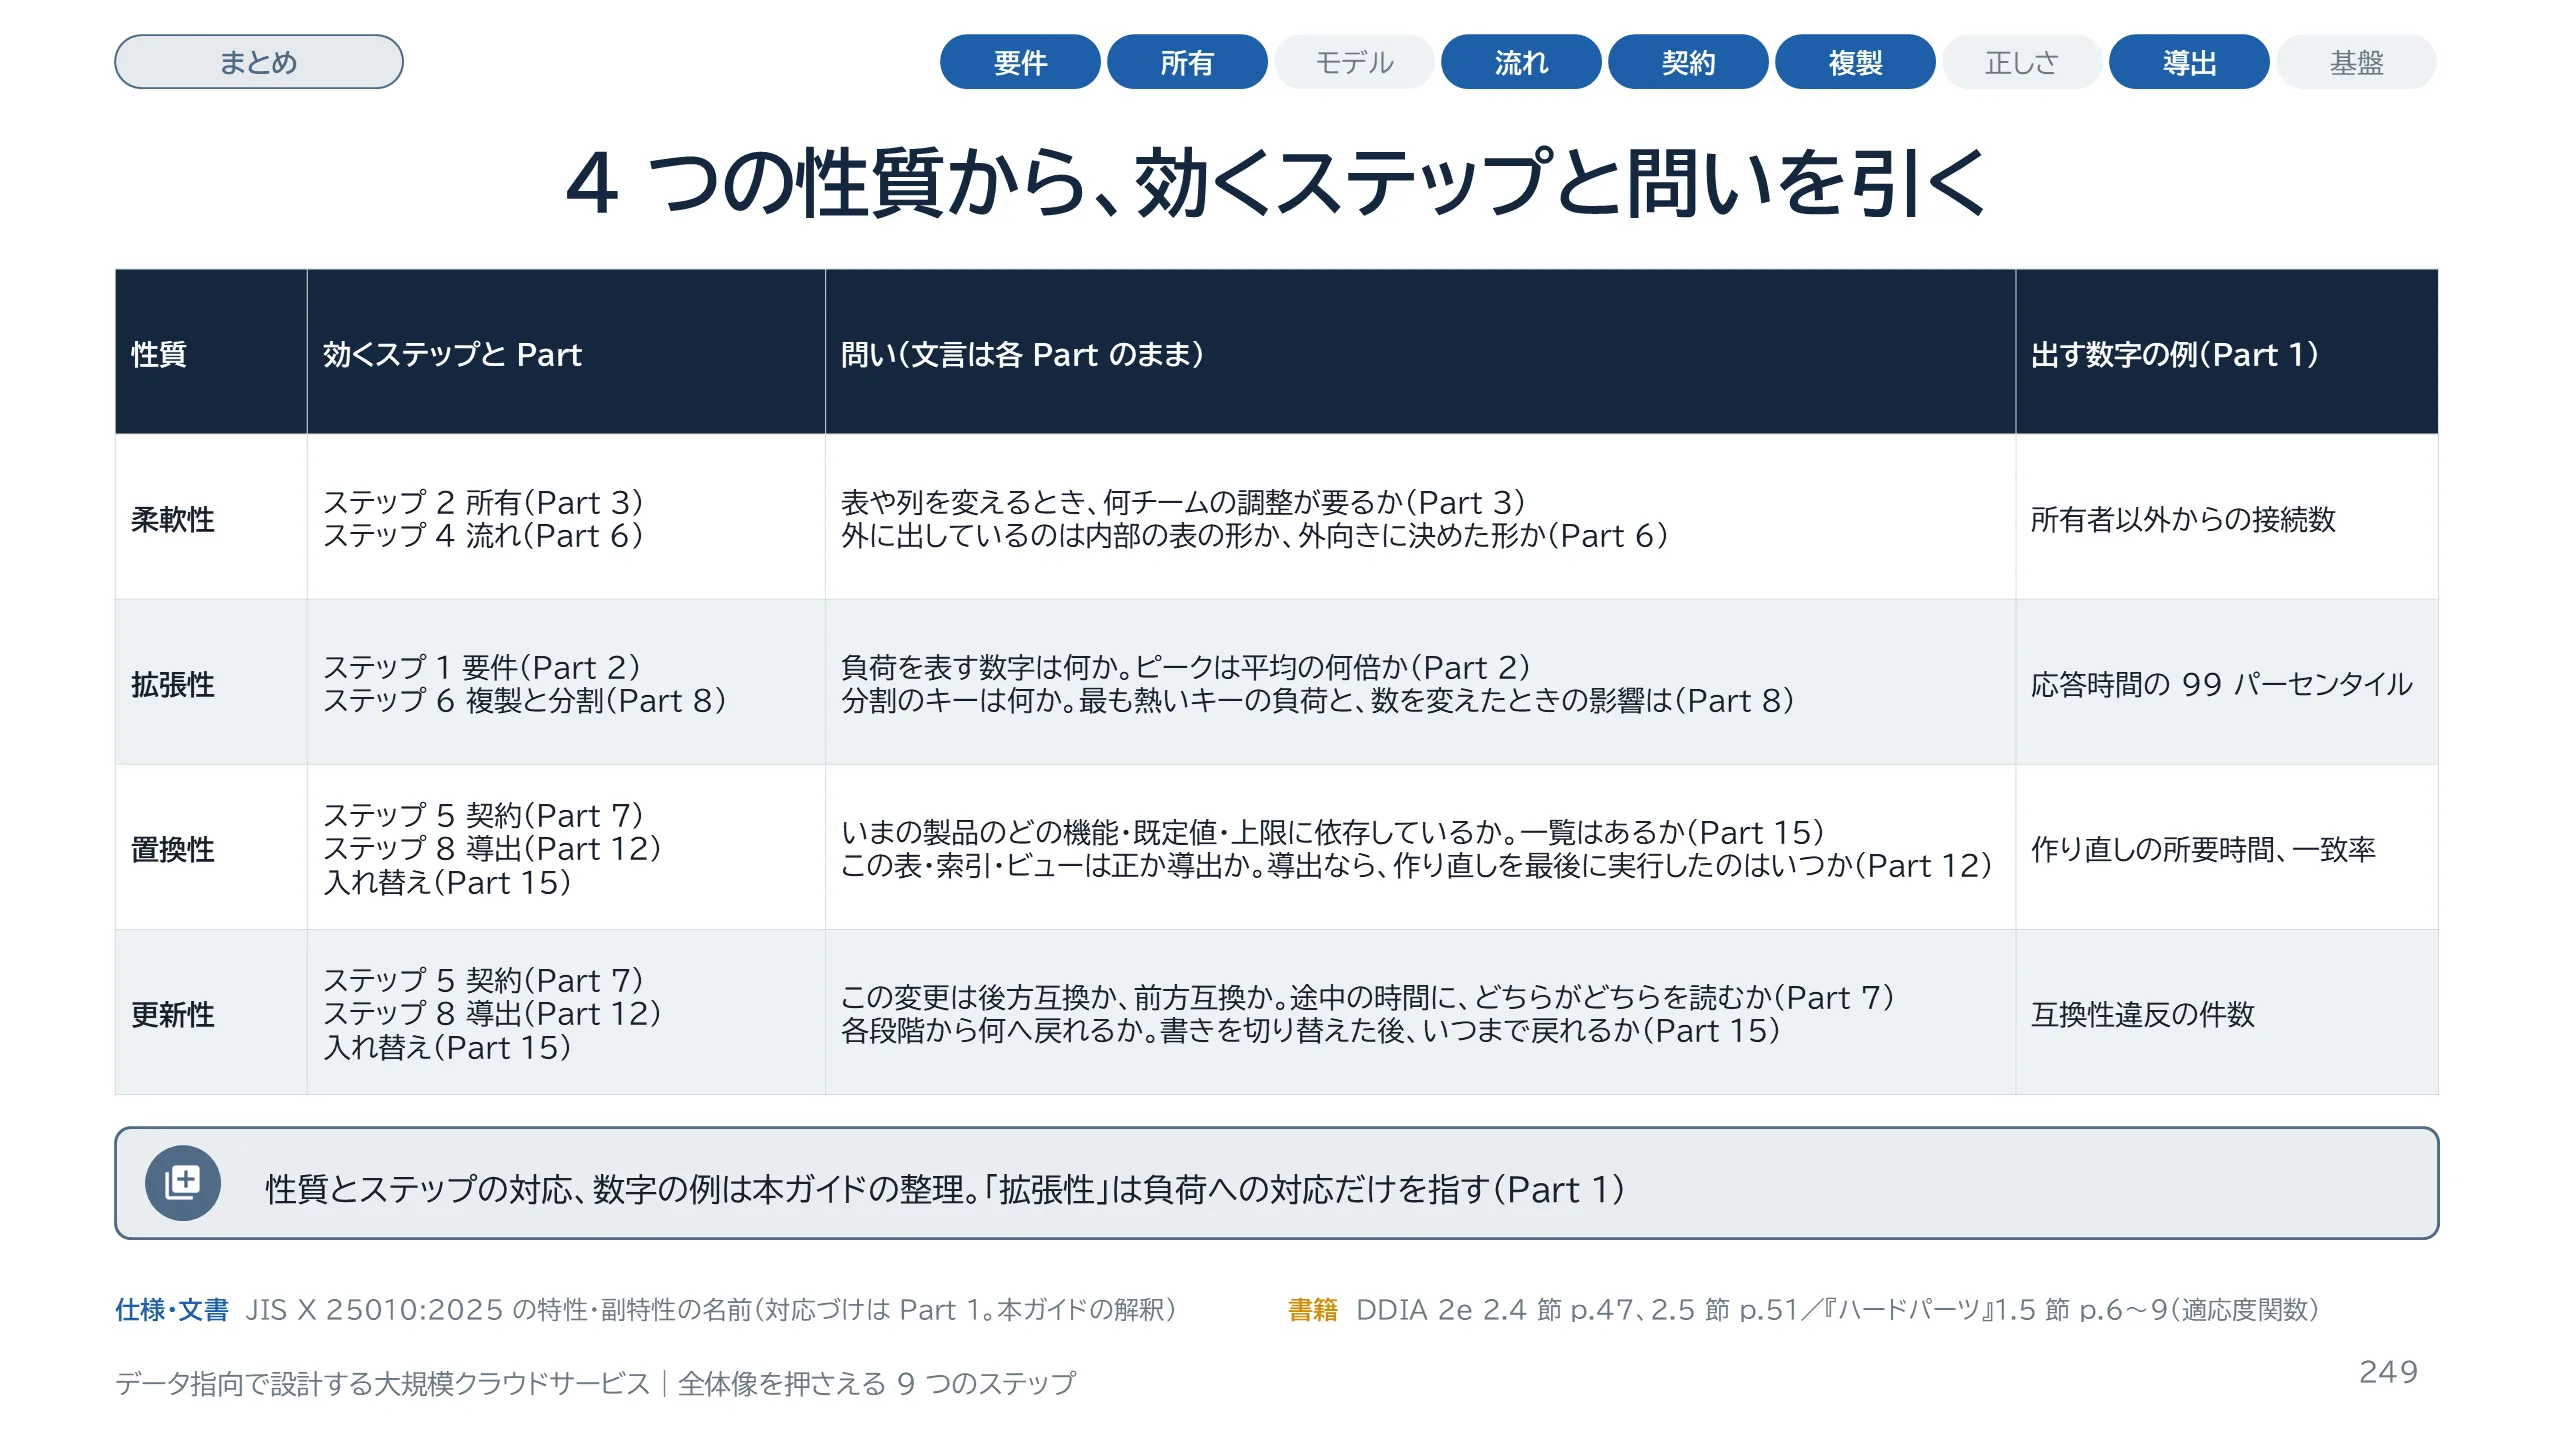 まとめ
要件 所有 モデル 流れ 契約 複製 正しさ 導出 基盤
4 つの性質から、効くステップと問いを引く
性質 効くステップと Part 問い(文言は各 Part のまま) 出す数字の例(Part 1)
柔軟性
ステップ 2 所有(Part 3)
ステップ 4 流れ(Part 6)
表や列を変えるとき、何チームの調整が要るか(Part 3)
外に出しているのは内部の表の形か、外向きに決めた形か(Part 6)
所有者以外からの接続数
拡張性
ステップ 1 要件(Part 2)
ステップ 6 複製と分割(Part 8)
負荷を表す数字は何か。ピークは平均の何倍か(Part 2)
分割のキーは何か。最も熱いキーの負荷と、数を変えたときの影響は(Part 8)
応答時間の 99 パーセンタイル
置換性
ステップ 5 契約(Part 7)
ステップ 8 導出(Part 12)
入れ替え(Part 15)
いまの製品のどの機能・既定値・上限に依存しているか。一覧はあるか(Part 15)
この表・索引・ビューは正か導出か。導出なら、作り直しを最後に実行したのはいつか(Part 12)
作り直しの所要時間、一致率
更新性
ステップ 5 契約(Part 7)
ステップ 8 導出(Part 12)
入れ替え(Part 15)
この変更は後方互換か、前方互換か。途中の時間に、どちらがどちらを読むか(Part 7)
各段階から何へ戻れるか。書きを切り替えた後、いつまで戻れるか(Part 15)
互換性違反の件数
性質とステップの対応、数字の例は本ガイドの整理。「拡張性」は負荷への対応だけを指す(Part 1)
仕様・文書 JIS X 25010:2025 の特性・副特性の名前(対応づけは Part 1。本ガイドの解釈)
書籍 DDIA 2e 2.4 節 p.47、2.5 節 p.51／『ハードパーツ』1.5 節 p.6〜9(適応度関数)
データ指向で設計する大規模クラウドサービス｜全体像を押さえる 9 つのステップ
249